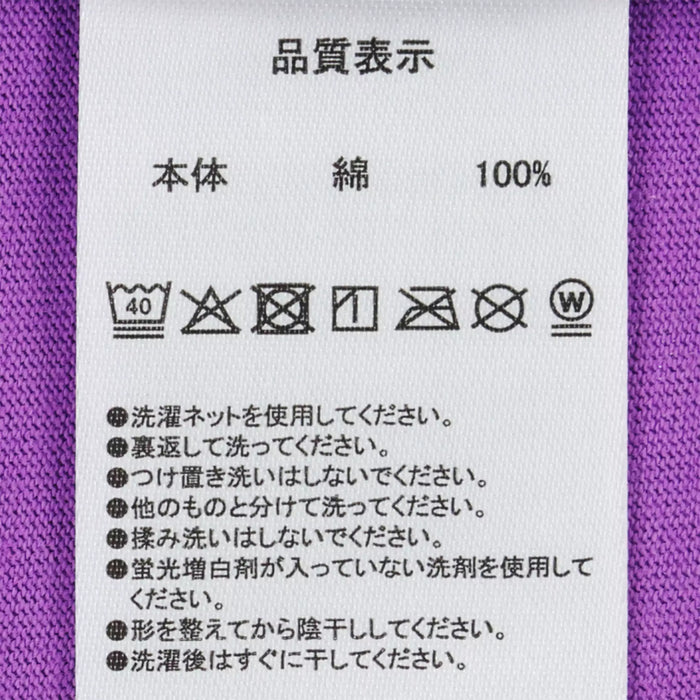 品質表示
本体 綿 100%
40 W
●洗濯ネットを使用してください。
●裏返して洗ってください。
●つけ置き洗いはしないでください。
●他のものと分けて洗ってください。
●揉み洗いはしないでください。
●蛍光増白剤が入っていない洗剤を使用して
ください。
●形を整えてから陰干ししてください。
●洗濯後はすぐに干してください。